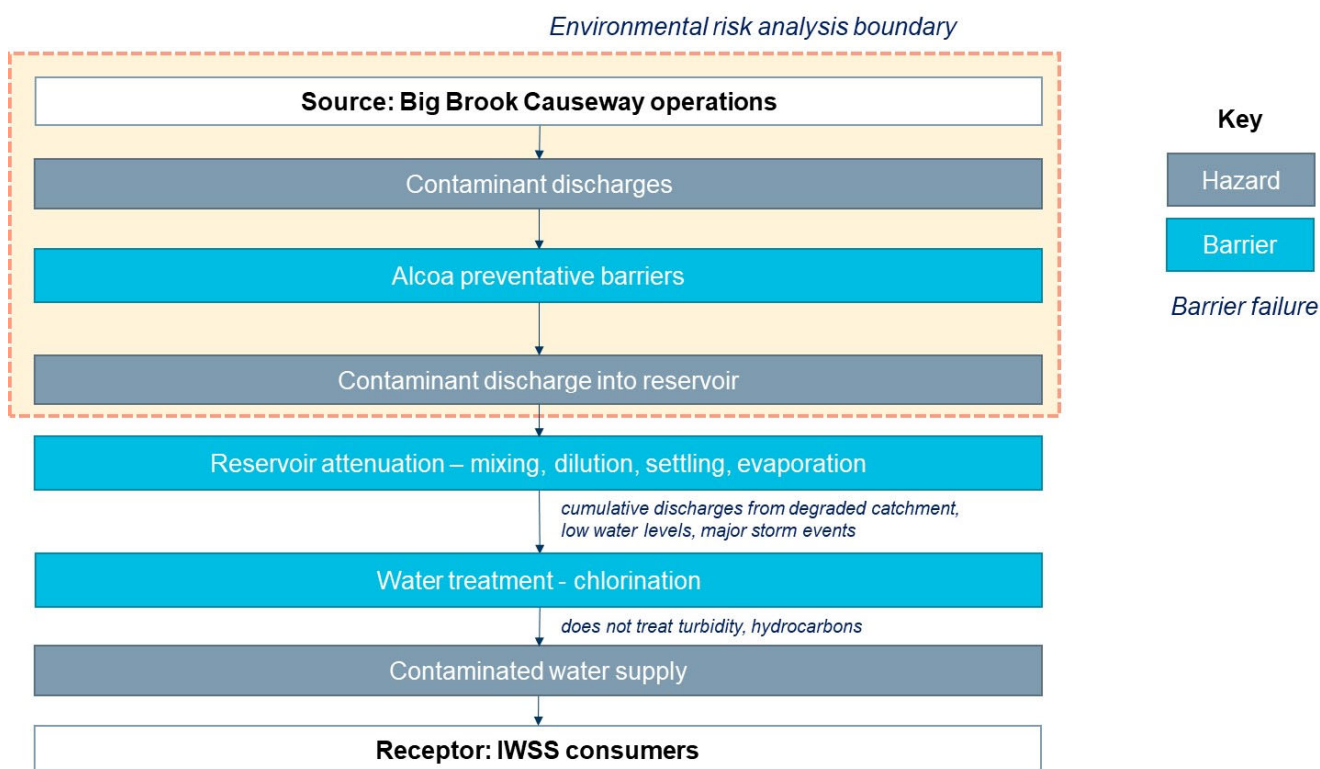 Environmental risk analysis boundary
Source: Big Brook Causeway operations
Contaminant discharges
Alcoa preventative barriers
Contaminant discharge into reservoir
Reservoir attenuation – mixing, dilution, settling, evaporation
cumulative discharges from degraded catchment,
low water levels, major storm events
Water treatment - chlorination
does not treat turbidity, hydrocarbons
Contaminated water supply
Receptor: IWSS consumers
Key
Hazard
Barrier
Barrier failure